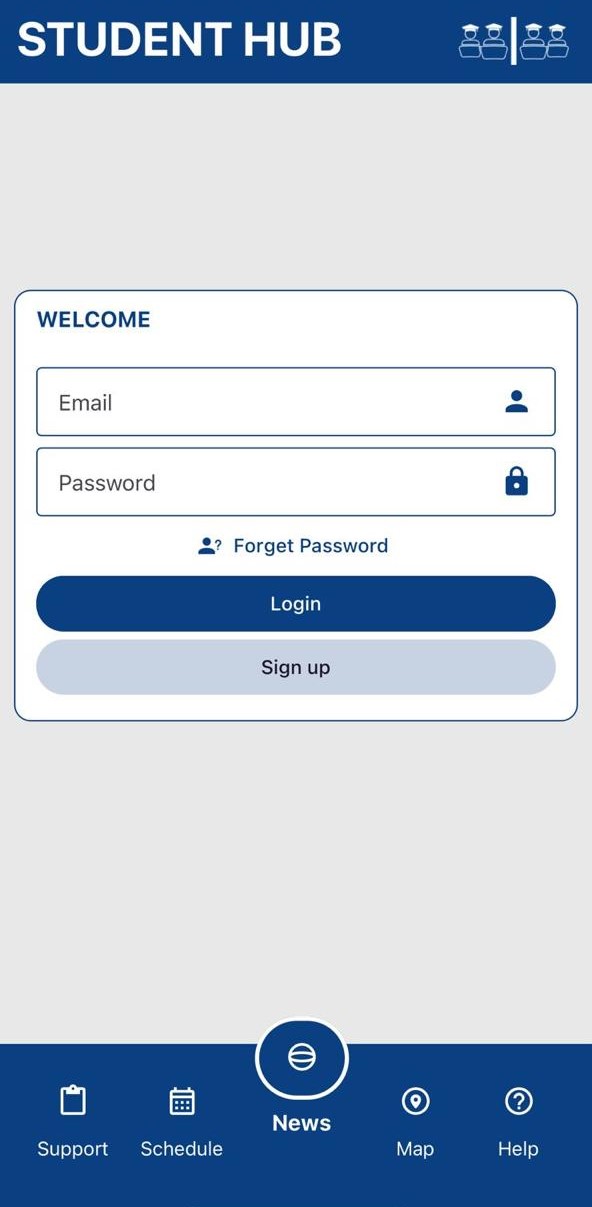 STUDENT HUB
WELCOME
Email
Password
Forget Password
Login
Sign up
News
Support Schedule Map Help